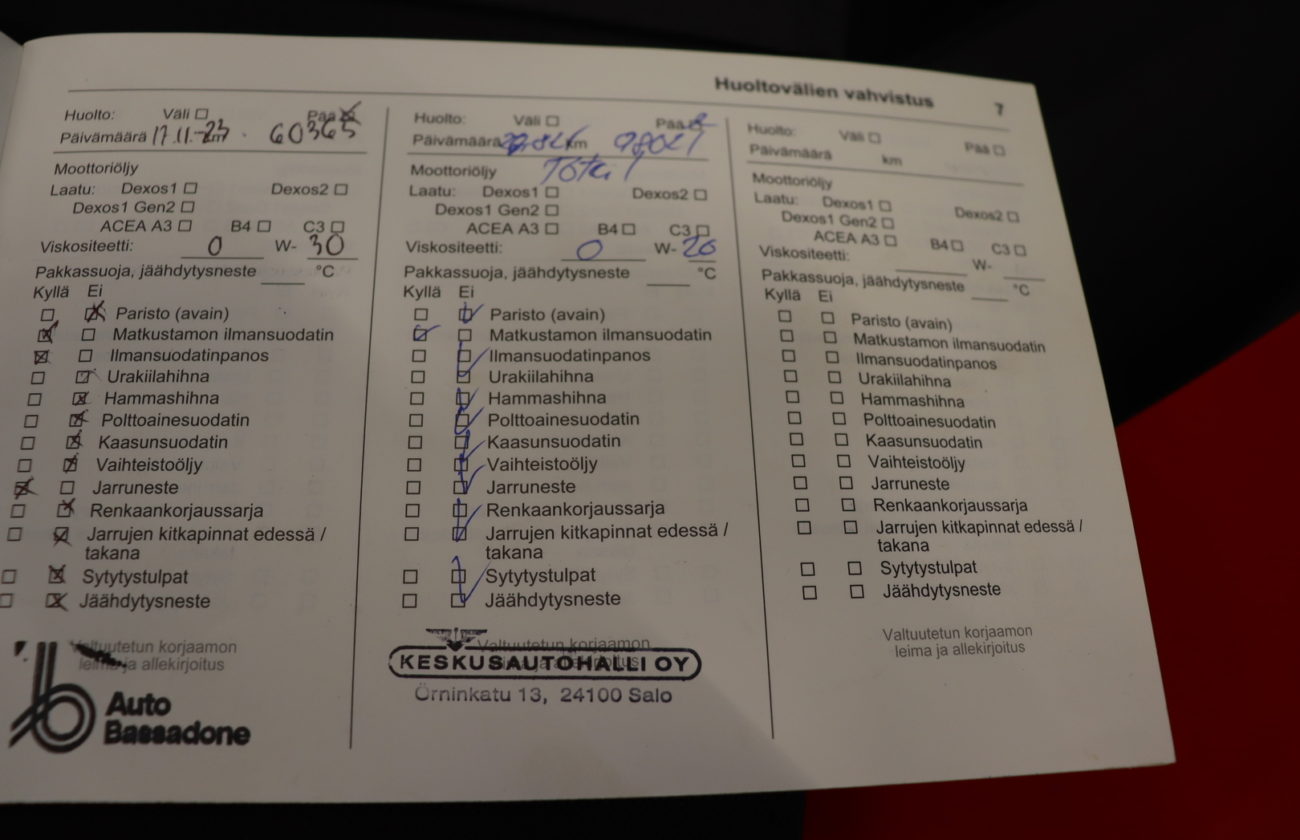 Huoltovälien vahvistus 7
Huolto: Väli Pää
Päivämäärä 17.11.-23 km 60365
Moottoriöljy
Laatu: Dexos1 Dexos2
Dexos1 Gen2
ACEA A3 B4 C3
Viskositeetti: 0 W- 30
Pakkassuoja, jäähdytysneste °C
Kyllä Ei
Paristo (avain)
Matkustamon ilmansuodatin
Ilmansuodatinpanos
Urakiilahihna
Hammashihna
Polttoainesuodatin
Kaasunsuodatin
Vaihteistoöljy
Jarruneste
Renkaankorjaussarja
Jarrujen kitkapinnat edessä /
takana
Sytytystulpat
Jäähdytysneste
Valtuutetun korjaamon
leima ja allekirjoitus
Auto
Bassadone
Huolto: Väli Pää
Päivämäärä km
Moottoriöljy Total
Laatu: Dexos1 Dexos2
Dexos1 Gen2
ACEA A3 B4 C3
Viskositeetti: 0 W- 20
Pakkassuoja, jäähdytysneste °C
Kyllä Ei
Paristo (avain)
Matkustamon ilmansuodatin
Ilmansuodatinpanos
Urakiilahihna
Hammashihna
Polttoainesuodatin
Kaasunsuodatin
Vaihteistoöljy
Jarruneste
Renkaankorjaussarja
Jarrujen kitkapinnat edessä /
takana
Sytytystulpat
Jäähdytysneste
Valtuutetun korjaamon
leima ja allekirjoitus
KESKUSAUTOHALLI OY
Örninkatu 13, 24100 Salo
Huolto: Väli Pää
Päivämäärä km
Moottoriöljy
Laatu: Dexos1 Dexos2
Dexos1 Gen2
ACEA A3 B4 C3
Viskositeetti: W-
Pakkassuoja, jäähdytysneste °C
Kyllä Ei
Paristo (avain)
Matkustamon ilmansuodatin
Ilmansuodatinpanos
Urakiilahihna
Hammashihna
Polttoainesuodatin
Kaasunsuodatin
Vaihteistoöljy
Jarruneste
Renkaankorjaussarja
Jarrujen kitkapinnat edessä /
takana
Sytytystulpat
Jäähdytysneste
Valtuutetun korjaamon
leima ja allekirjoitus